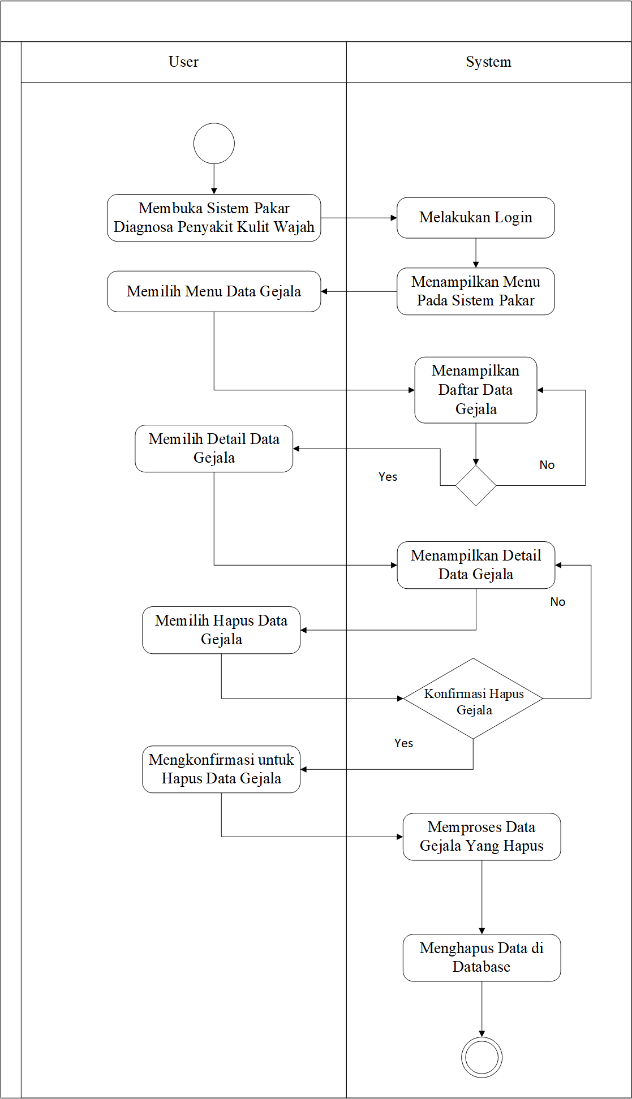 User
System
Membuka Sistem Pakar
Diagnosa Penyakit Kulit Wajah
Melakukan Login
Menampilkan Menu
Pada Sistem Pakar
Memilih Menu Data Gejala
Menampilkan
Daftar Data
Gejala
Memilih Detail Data
Gejala
Yes
No
Menampilkan Detail
Data Gejala
No
Memilih Hapus Data
Gejala
Konfirmasi Hapus
Gejala
Yes
Mengkonfirmasi untuk
Hapus Data Gejala
Memproses Data
Gejala Yang Hapus
Menghapus Data di
Database